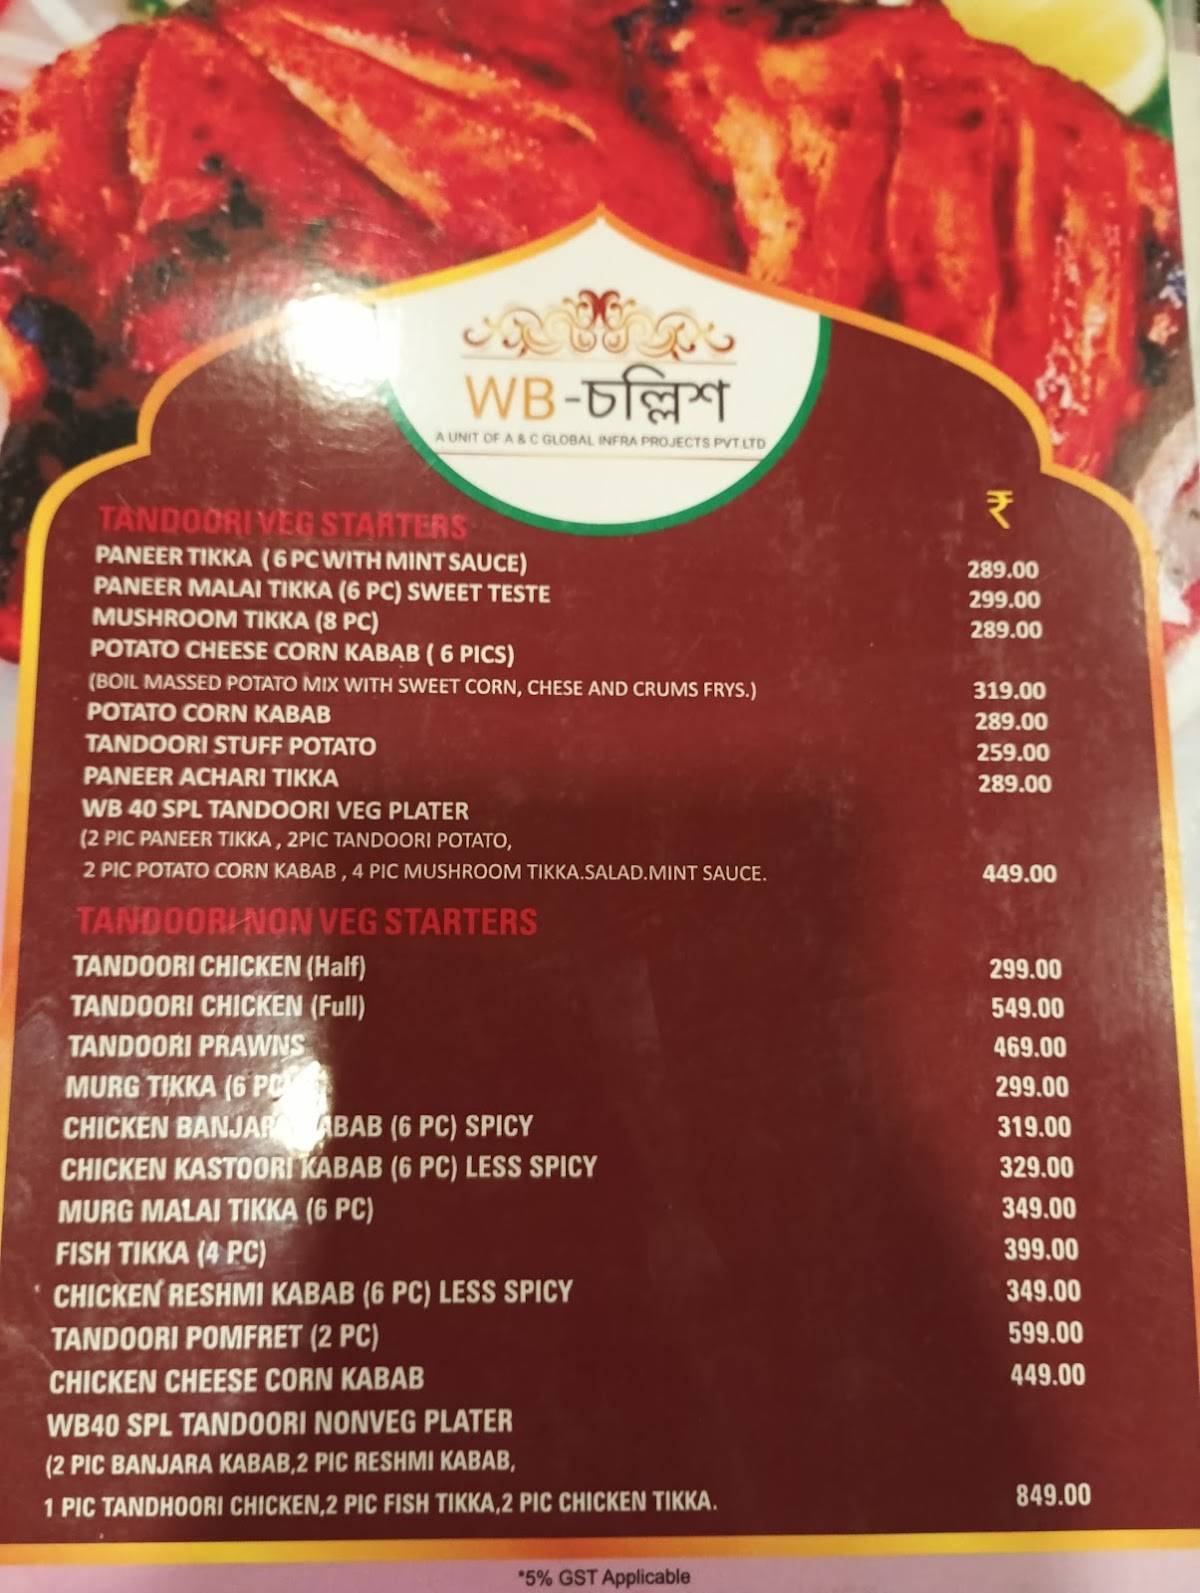 WB-চল্লিশ
A UNIT OF A & C GLOBAL INFRA PROJECTS PVT.LTD
₹
TANDOORI VEG STARTERS
PANEER TIKKA ( 6 PC WITH MINT SAUCE) 289.00
PANEER MALAI TIKKA (6 PC) SWEET TESTE 299.00
MUSHROOM TIKKA (8 PC) 289.00
POTATO CHEESE CORN KABAB ( 6 PICS)
(BOIL MASSED POTATO MIX WITH SWEET CORN, CHESE AND CRUMS FRYS.) 319.00
POTATO CORN KABAB 289.00
TANDOORI STUFF POTATO 259.00
PANEER ACHARI TIKKA 289.00
WB 40 SPL TANDOORI VEG PLATER
(2 PIC PANEER TIKKA , 2PIC TANDOORI POTATO,
2 PIC POTATO CORN KABAB , 4 PIC MUSHROOM TIKKA.SALAD.MINT SAUCE. 449.00
TANDOORI NON VEG STARTERS
TANDOORI CHICKEN (Half) 299.00
TANDOORI CHICKEN (Full) 549.00
TANDOORI PRAWNS 469.00
MURG TIKKA (6 PC 299.00
CHICKEN (6 PC) SPICY 319.00
CHICKEN KASTOORI KABAB (6 PC) LESS SPICY 329.00
MURG MALAI TIKKA (6 PC) 349.00
FISH TIKKA (4 PC) 399.00
CHICKEN RESHMI KABAB (6 PC) LESS SPICY 349.00
TANDOORI POMFRET (2 PC) 599.00
CHICKEN CHEESE CORN KABAB 449.00
WB40 SPL TANDOORI NONVEG PLATER
(2 PIC BANJARA KABAB,2 PIC RESHMI KABAB,
1 PIC TANDHOORI CHICKEN,2 PIC FISH TIKKA,2 PIC CHICKEN TIKKA. 849.00
*5% GST Applicable